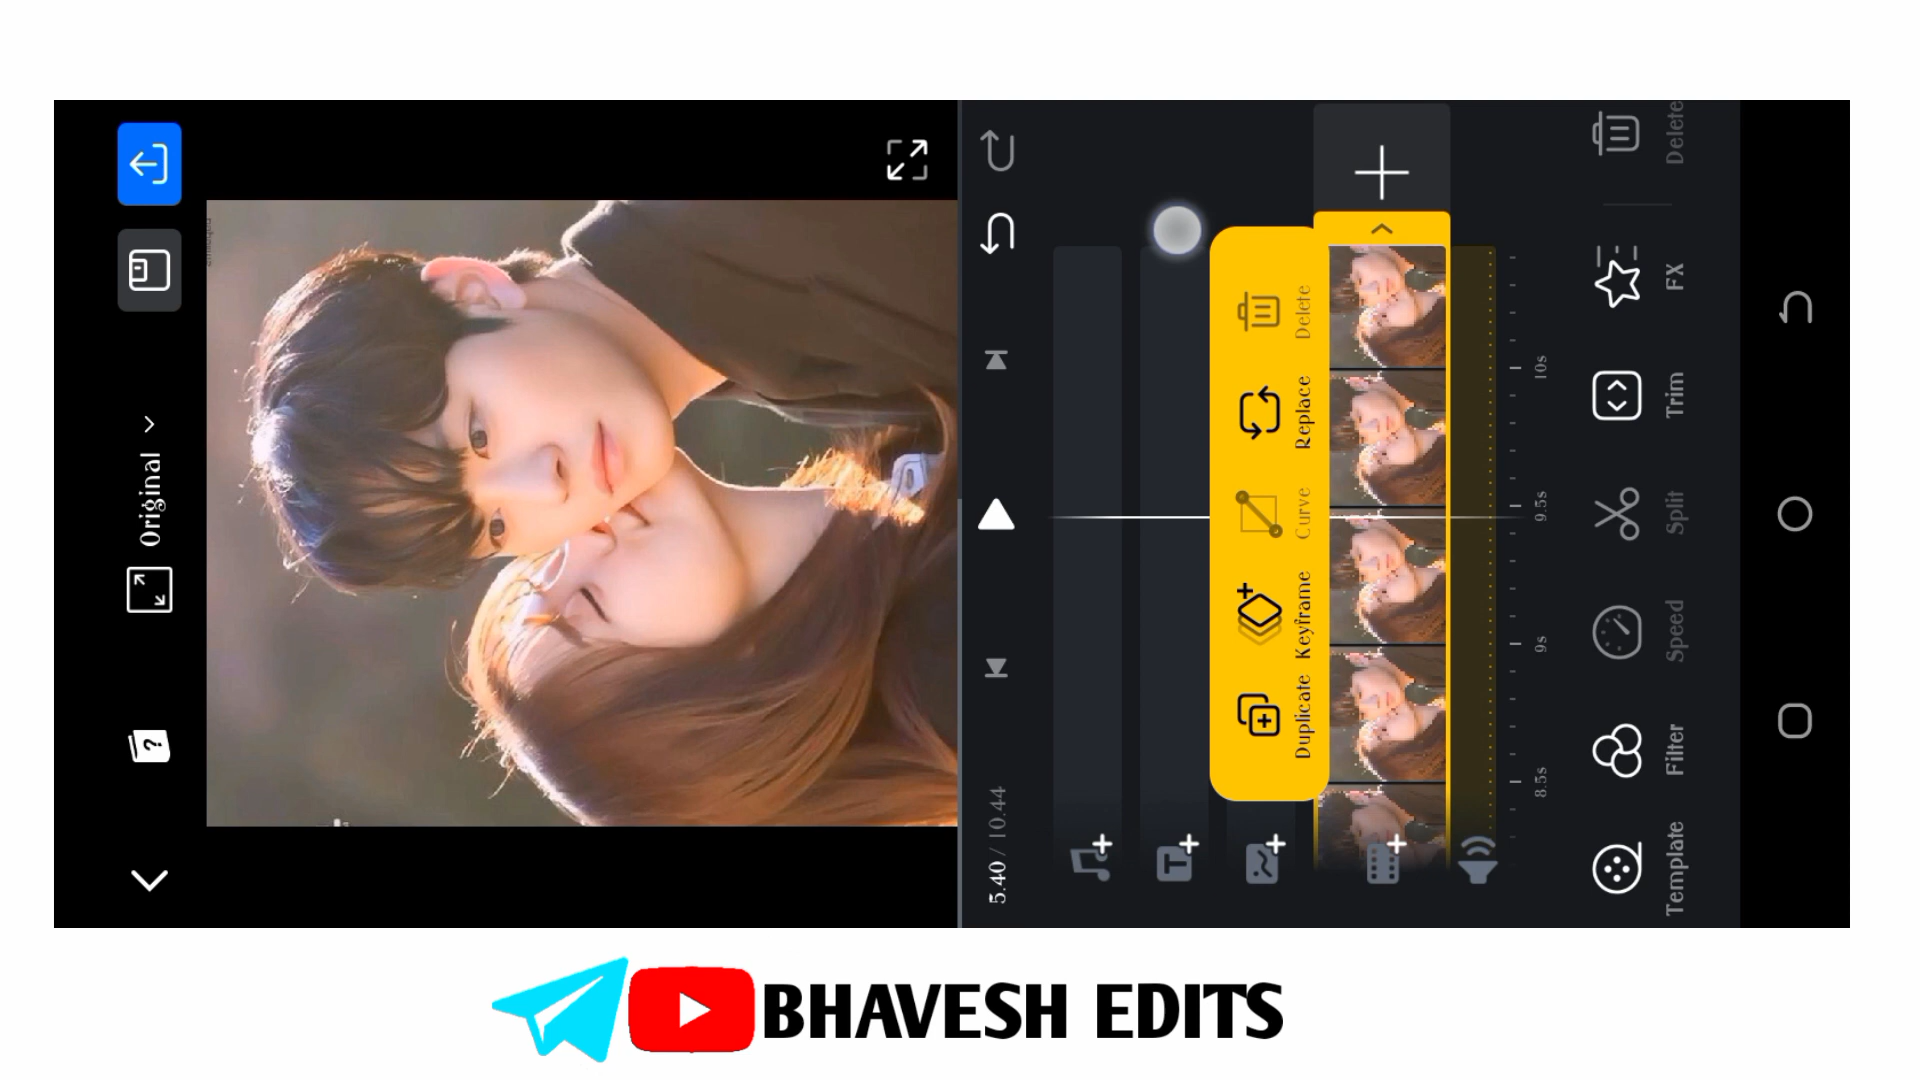 Original
5.40 / 10.44
Duplicate
Keyframe
Curve
Replace
Delete
8.5s
9s
9.5s
10s
Template
Filter
Speed
Split
Trim
FX
Delete
BHAVESH EDITS